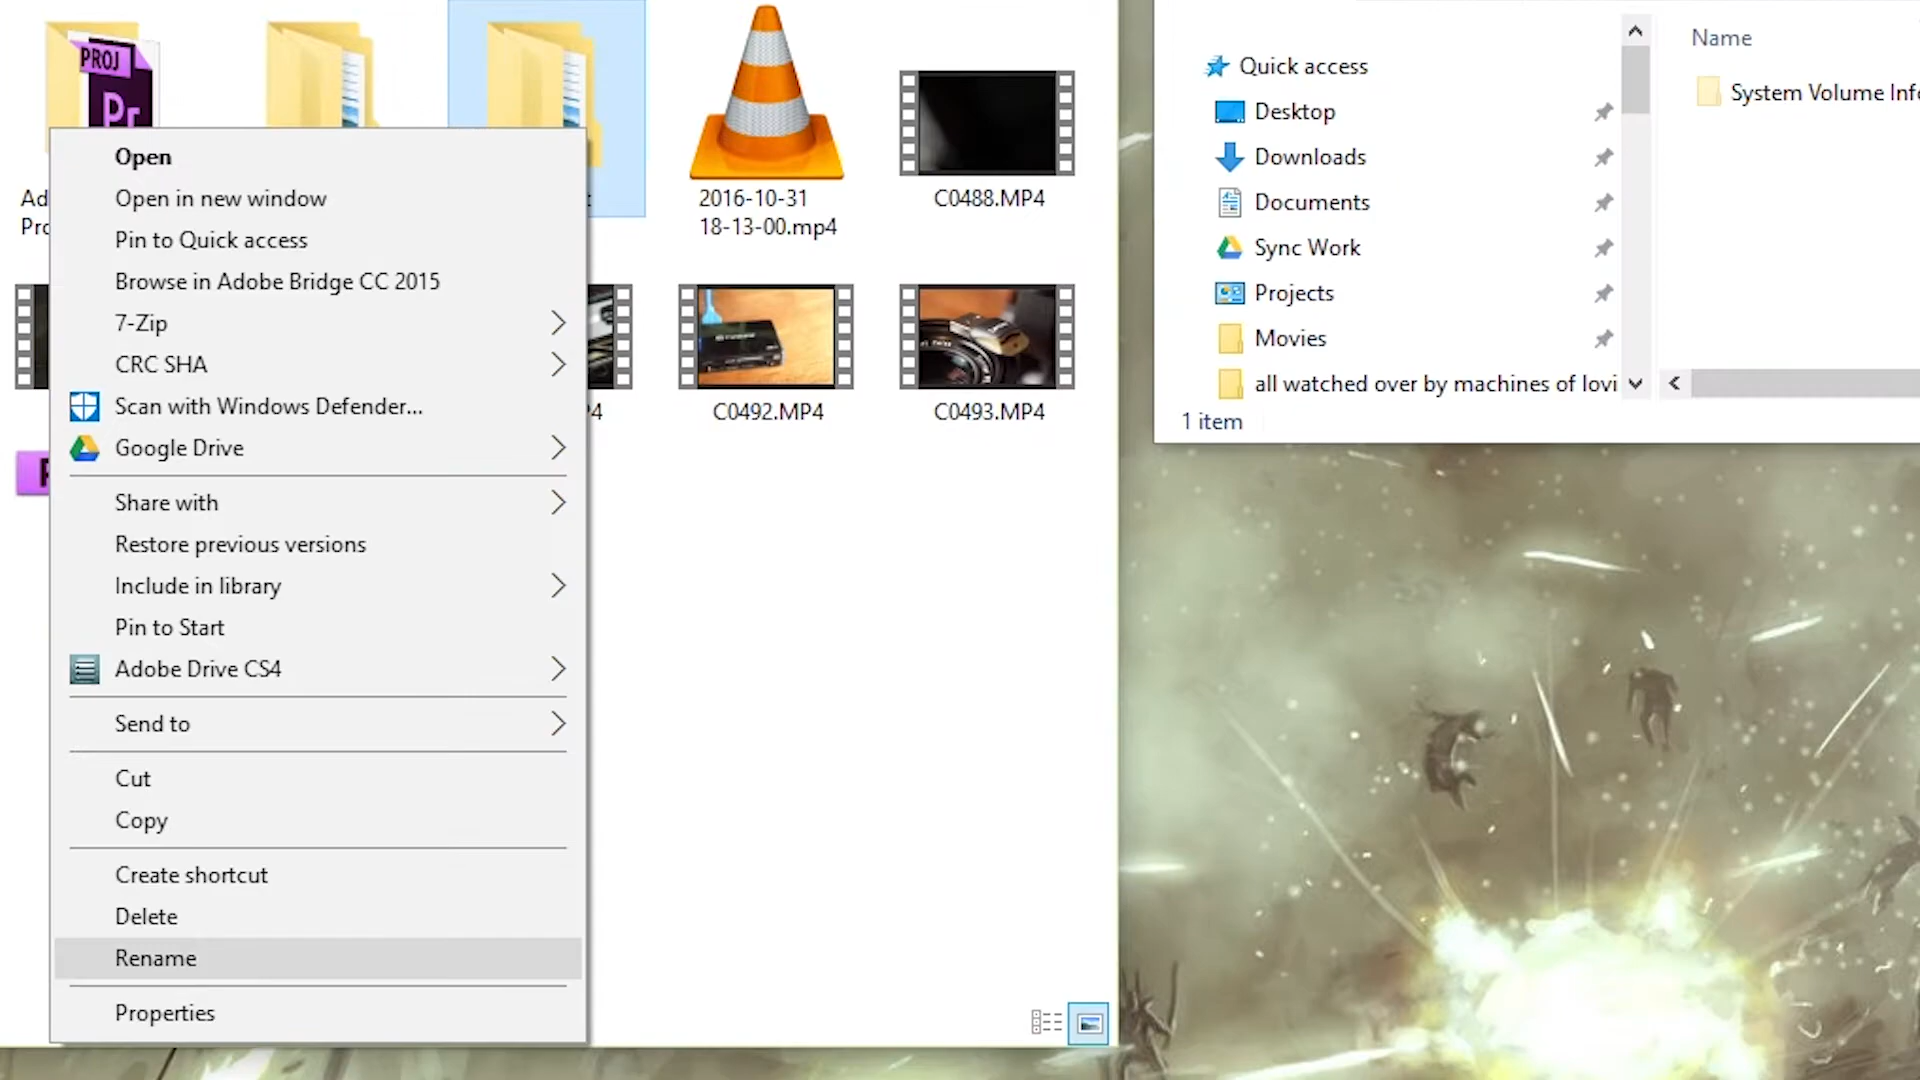 PROJ
Pr
Ad
Pro
2016-10-31
18-13-00.mp4
C0488.MP4
C0492.MP4
C0493.MP4
Open
Open in new window
Pin to Quick access
Browse in Adobe Bridge CC 2015
7-Zip
CRC SHA
Scan with Windows Defender...
Google Drive
Share with
Restore previous versions
Include in library
Pin to Start
Adobe Drive CS4
Send to
Cut
Copy
Create shortcut
Delete
Rename
Properties
Quick access
Desktop
Downloads
Documents
Sync Work
Projects
Movies
all watched over by machines of lovi
1 item
Name
System Volume Info